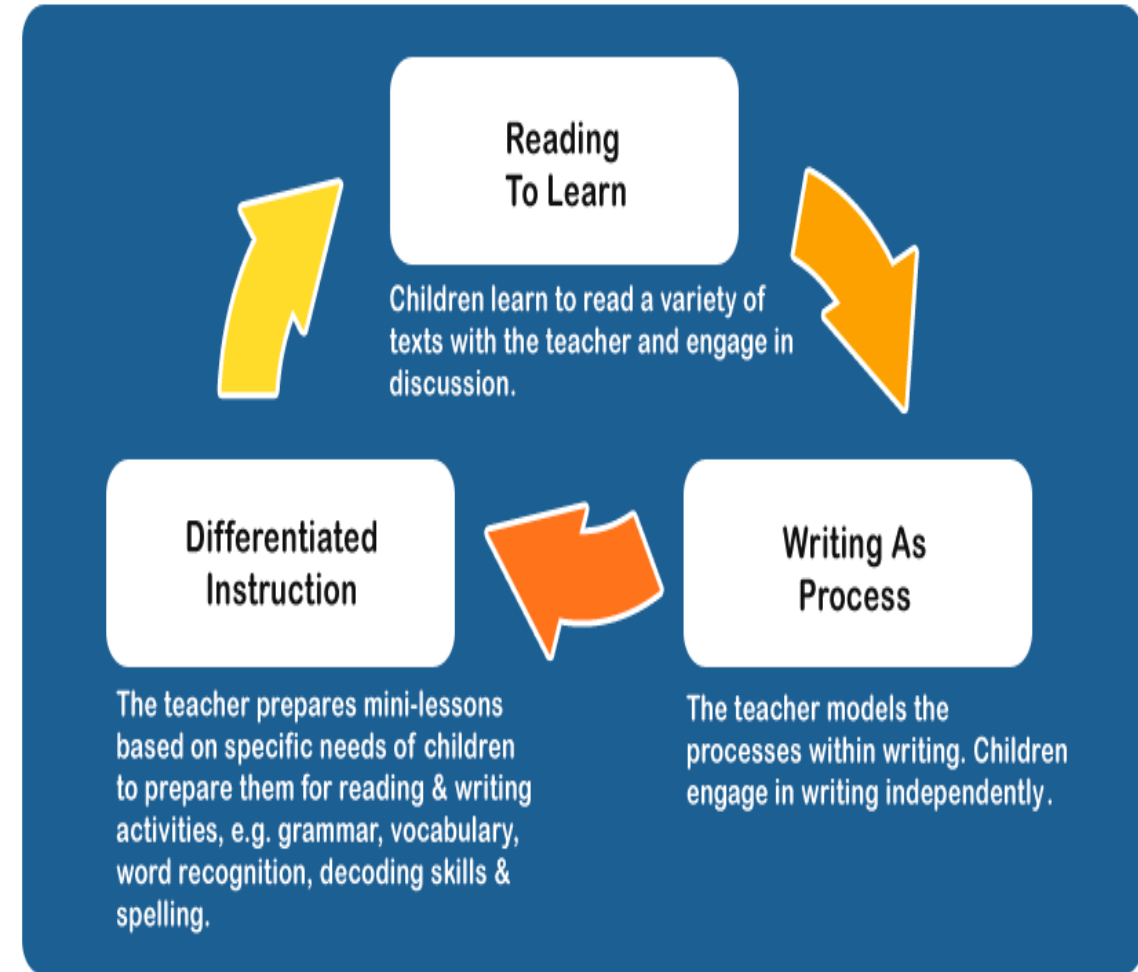 Reading
To Learn
Children learn to read a variety of
texts with the teacher and engage in
discussion.
Differentiated
Instruction
The teacher prepares mini-lessons
based on specific needs of children
to prepare them for reading & writing
activities, e.g. grammar, vocabulary,
word recognition, decoding skills &
spelling.
Writing As
Process
The teacher models the
processes within writing. Children
engage in writing independently.